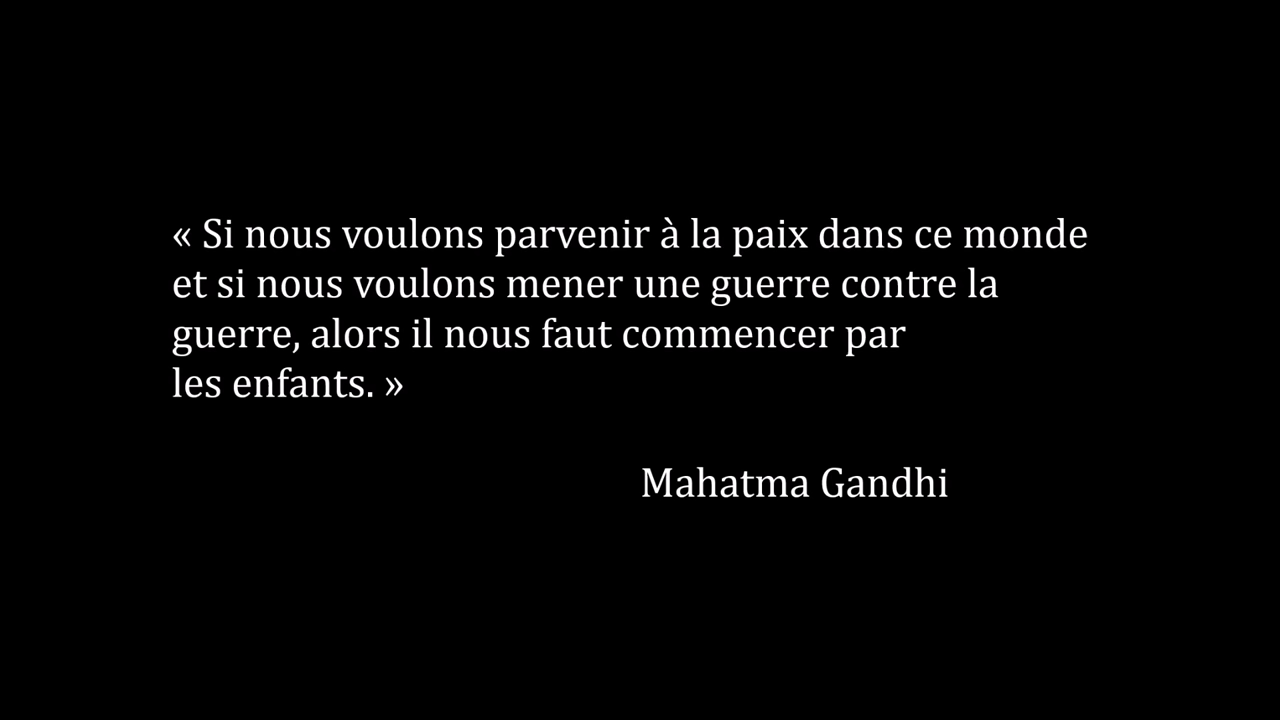 « Si nous voulons parvenir à la paix dans ce monde
et si nous voulons mener une guerre contre la
guerre, alors il nous faut commencer par
les enfants. »
Mahatma Gandhi